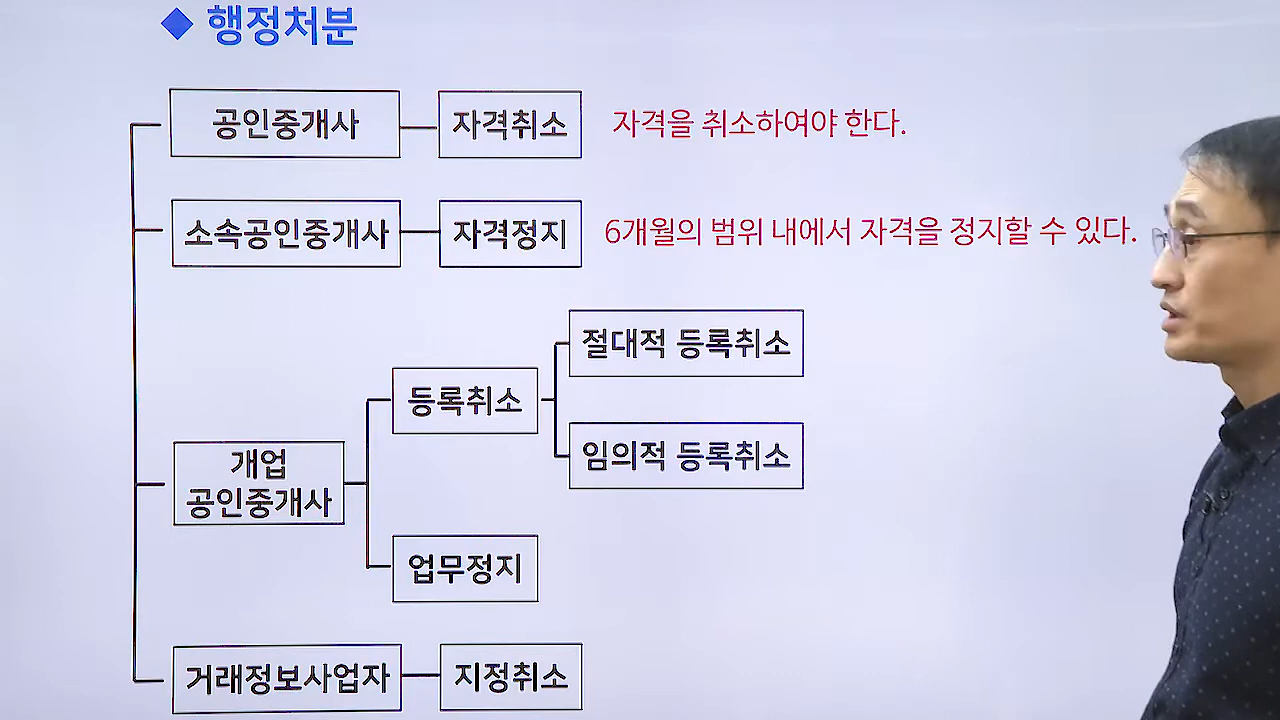 ◆ 행정처분
공인중개사
자격취소
자격을 취소하여야 한다.
소속공인중개사
자격정지
6개월의 범위 내에서 자격을 정지할 수 있다.
개업
공인중개사
등록취소
절대적 등록취소
임의적 등록취소
업무정지
거래정보사업자
지정취소